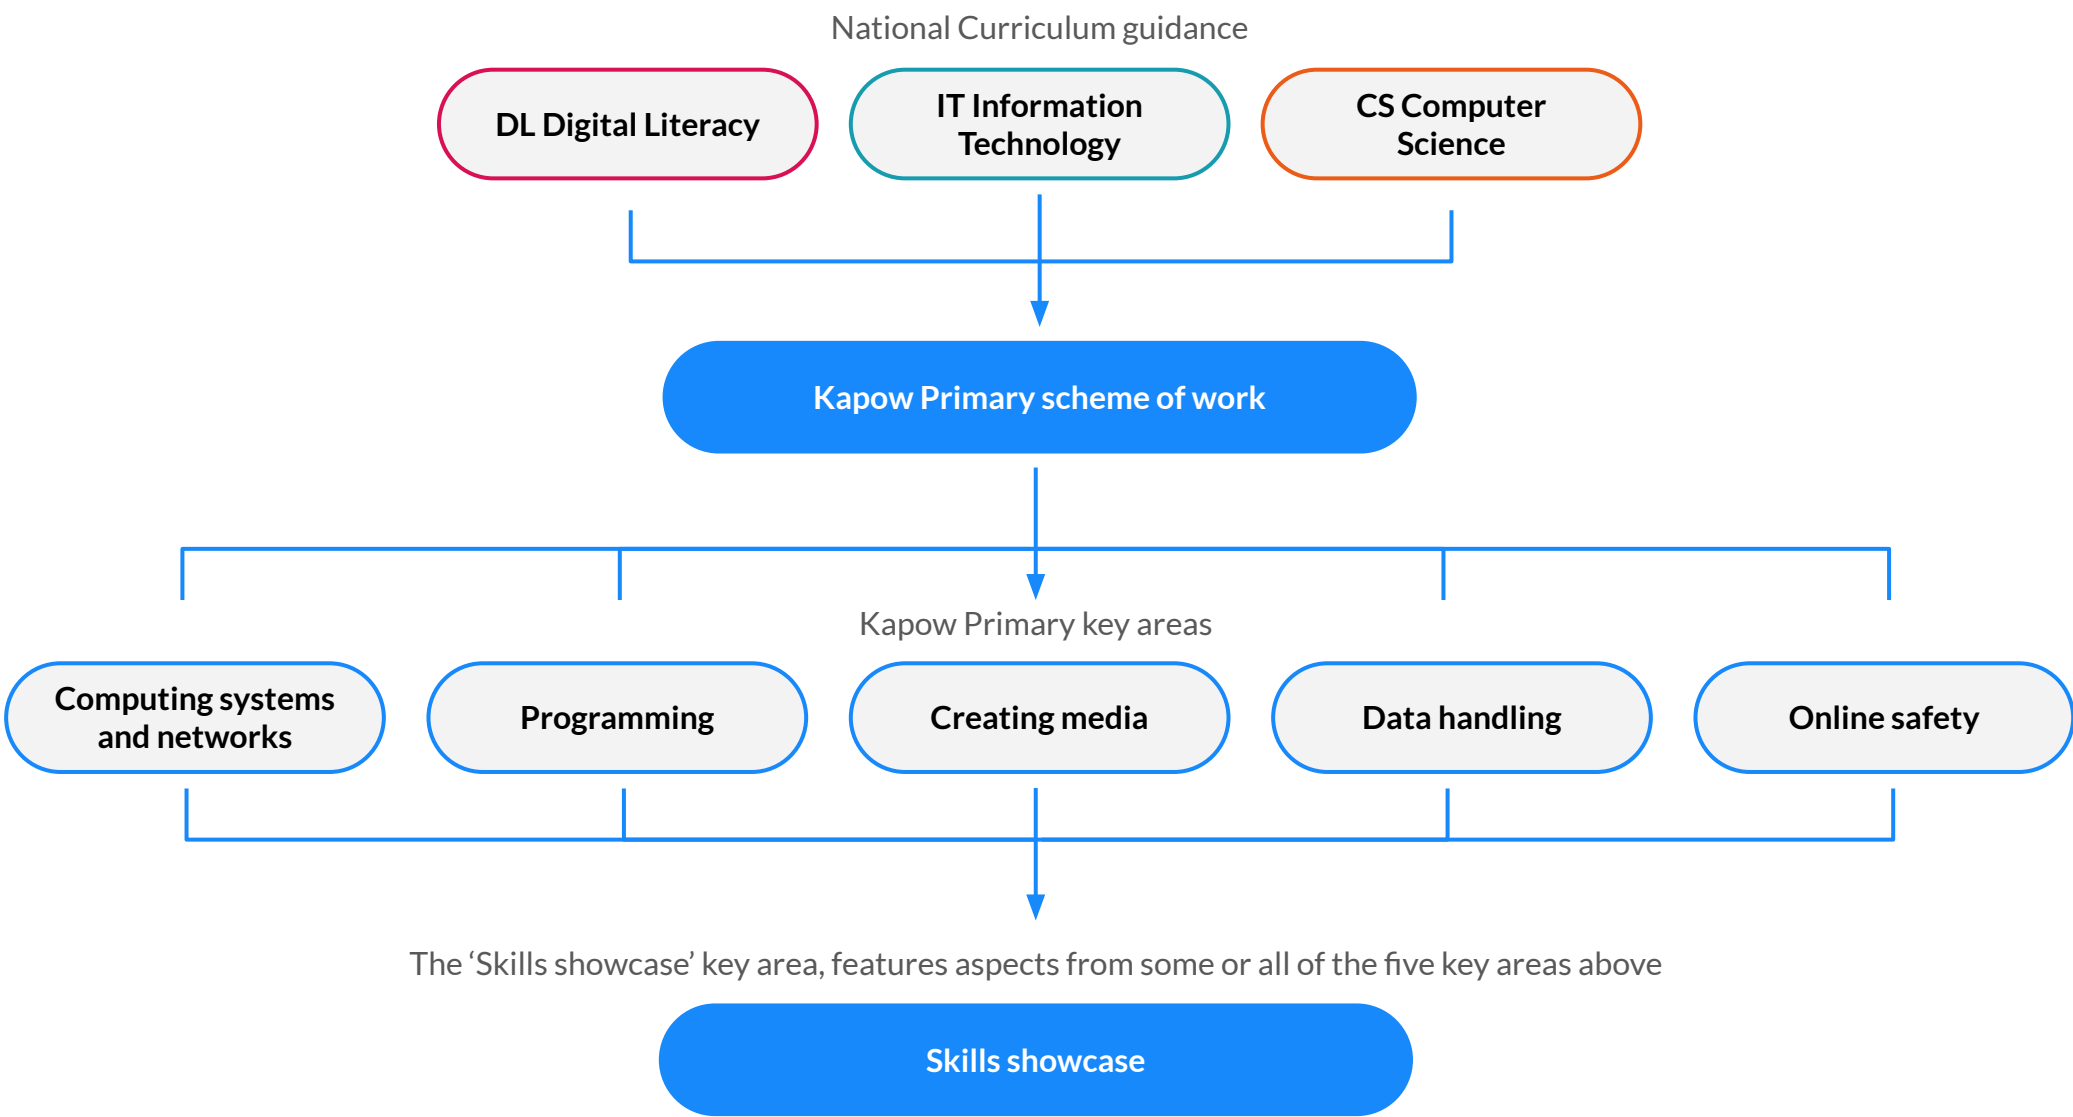 National Curriculum guidance
DL Digital Literacy
IT Information
Technology
CS Computer
Science
Kapow Primary scheme of work
Kapow Primary key areas
Computing systems
and networks
Programming
Creating media
Data handling
Online safety
The ‘Skills showcase’ key area, features aspects from some or all of the five key areas above
Skills showcase